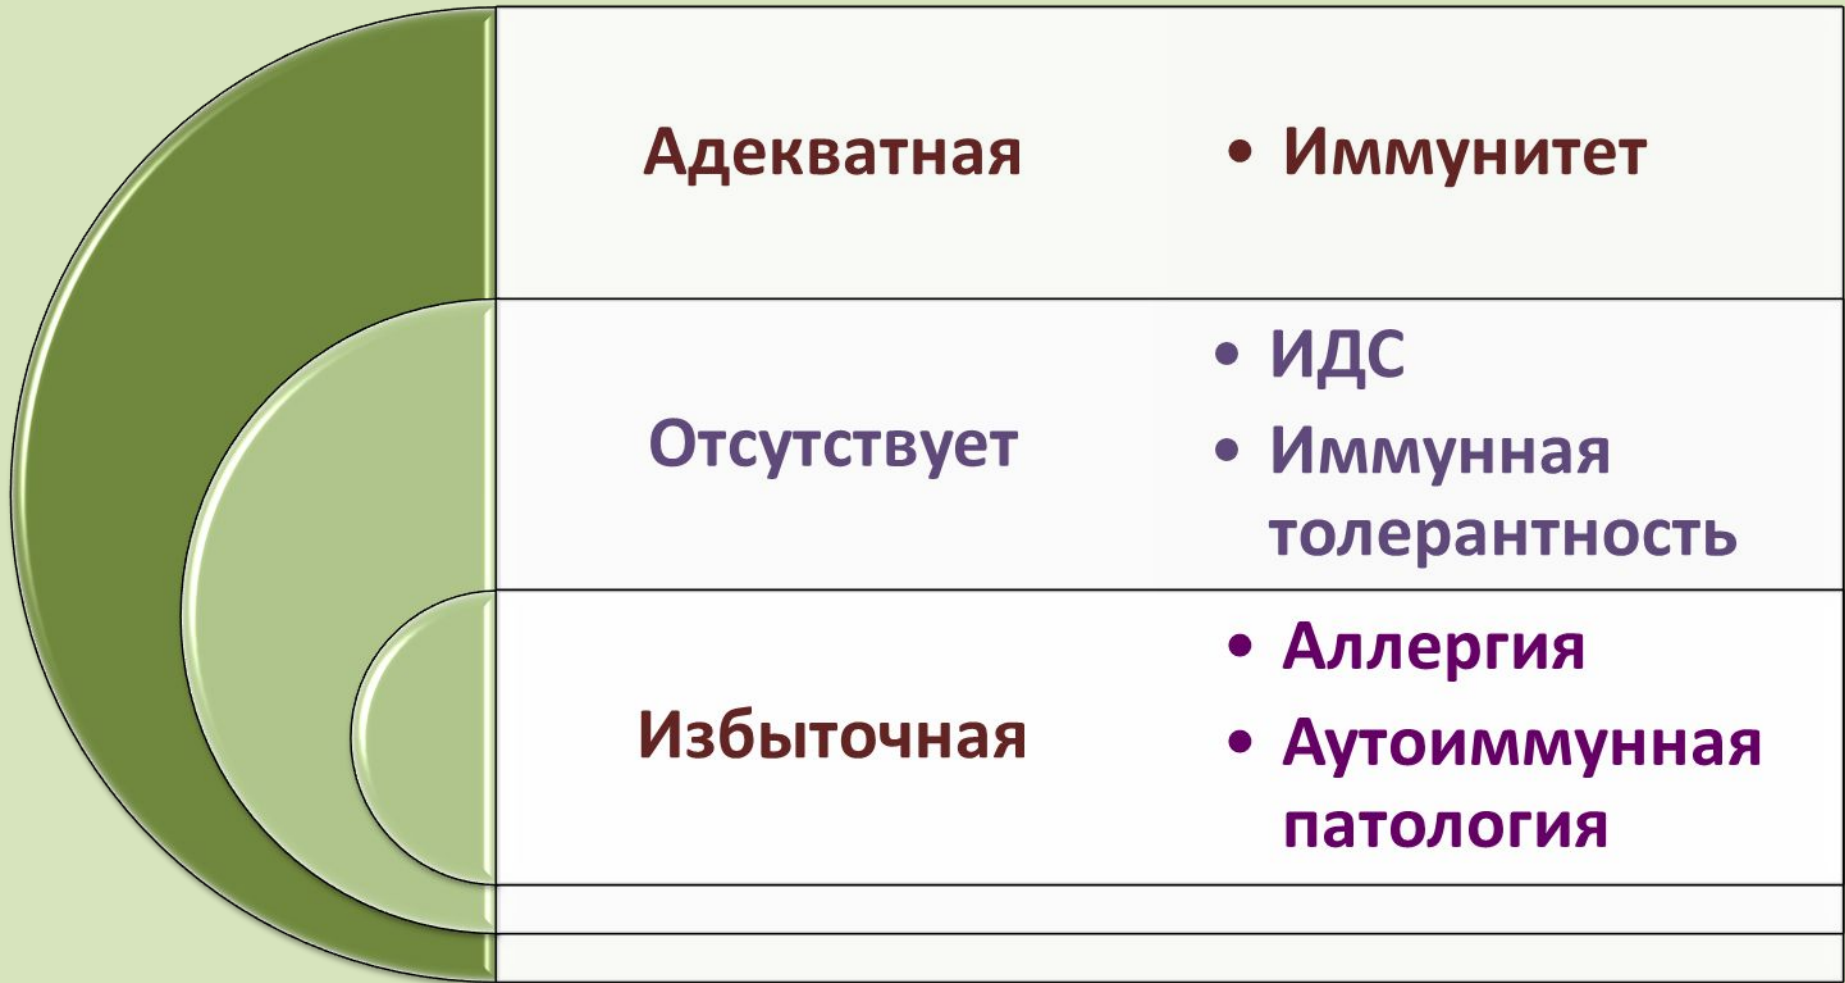 Адекватная
• Иммунитет
Отсутствует
• ИДС
• Иммунная
толерантность
Избыточная
• Аллергия
• Аутоиммунная
патология